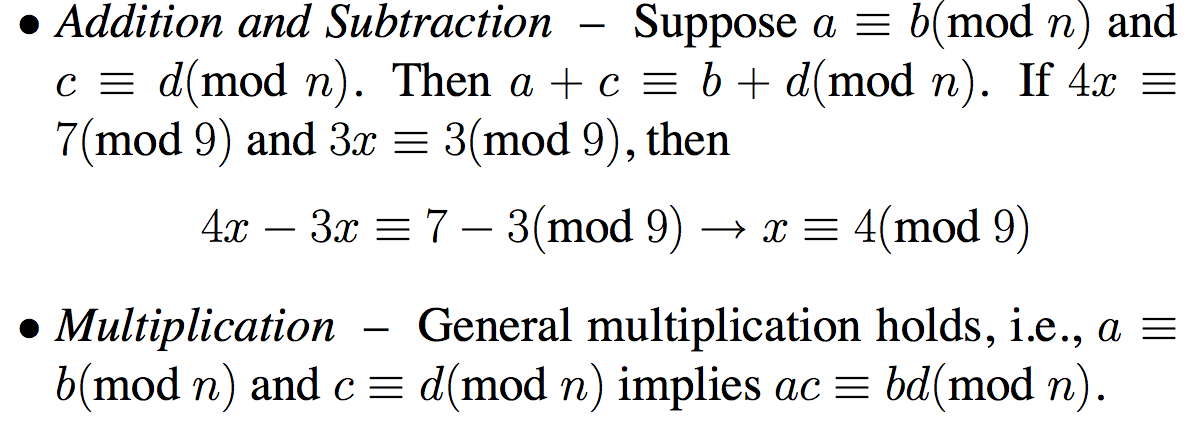 • Addition and Subtraction – Suppose a ≡ b(mod n) and
c ≡ d(mod n). Then a + c ≡ b + d(mod n). If 4x ≡
7(mod 9) and 3x ≡ 3(mod 9), then
4x − 3x ≡ 7 − 3(mod 9) → x ≡ 4(mod 9)
• Multiplication – General multiplication holds, i.e., a ≡
b(mod n) and c ≡ d(mod n) implies ac ≡ bd(mod n).